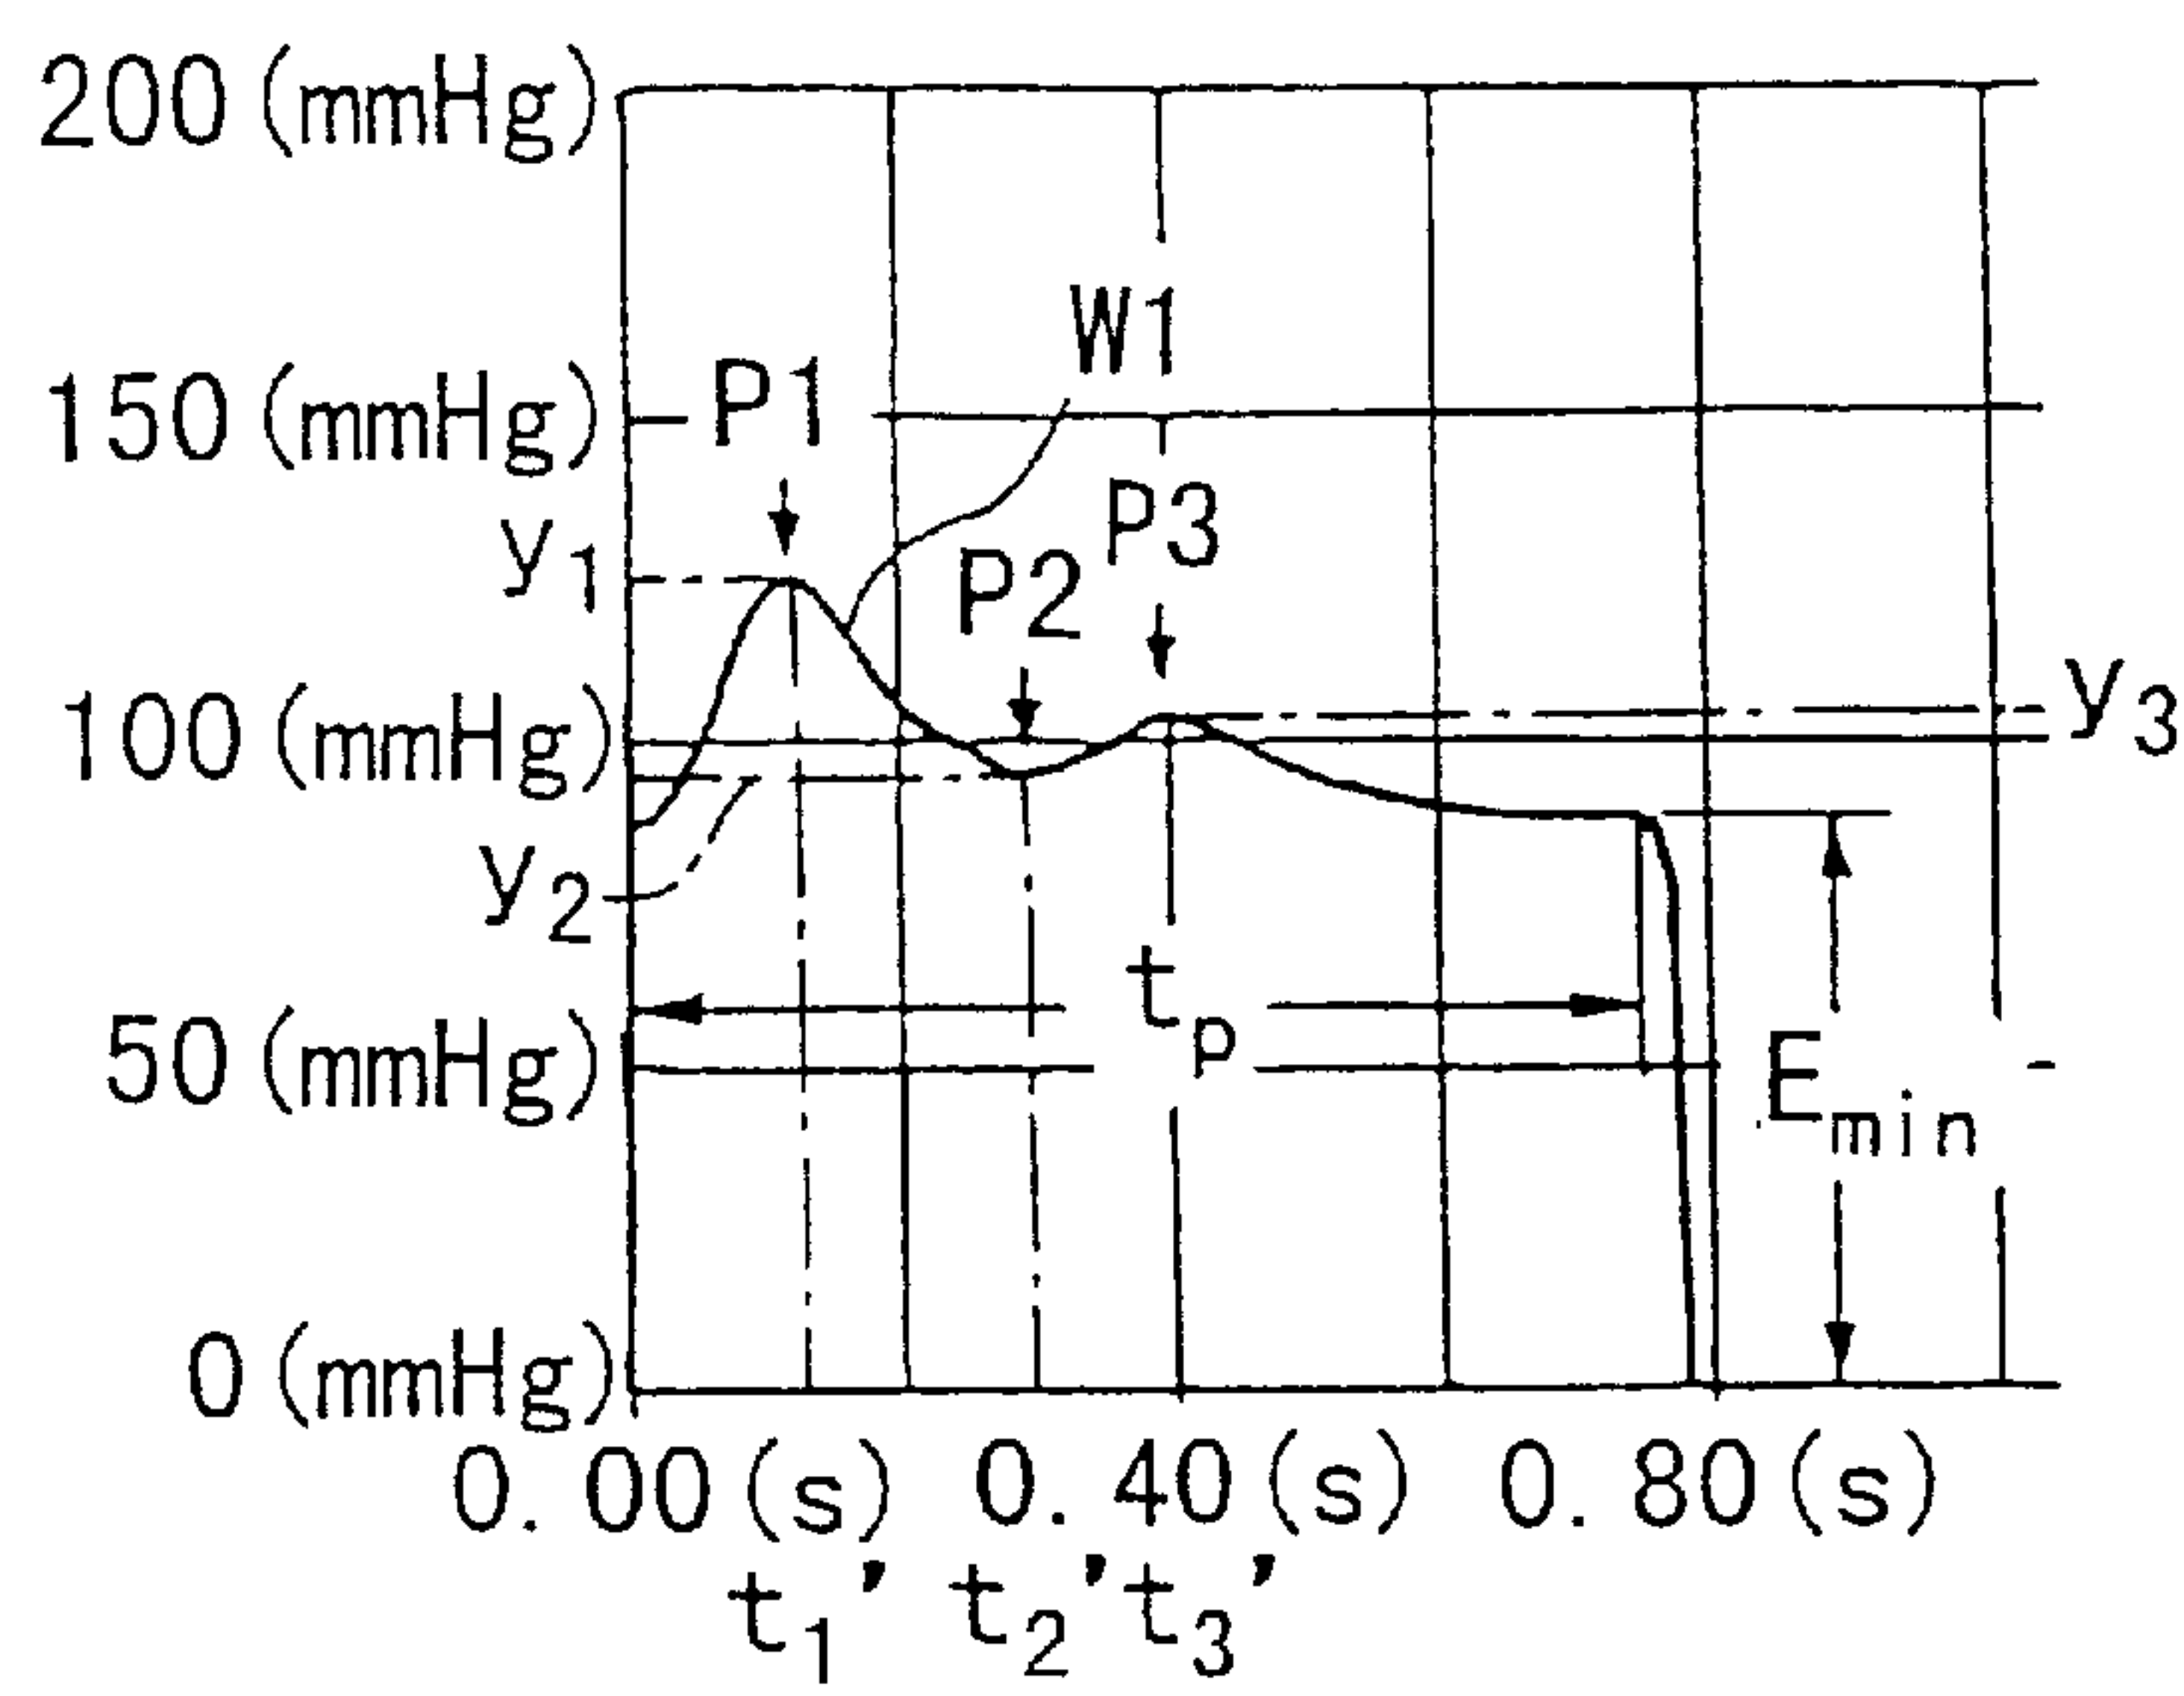 200(mmHg)
W1
150(mmHg)
P1
P3
y1
P2
100(mmHg)
y3
y2
tP
50(mmHg)
Emin
0(mmHg)
0.00(s) 0.40(s) 0.80(s)
t1' t2' t3'